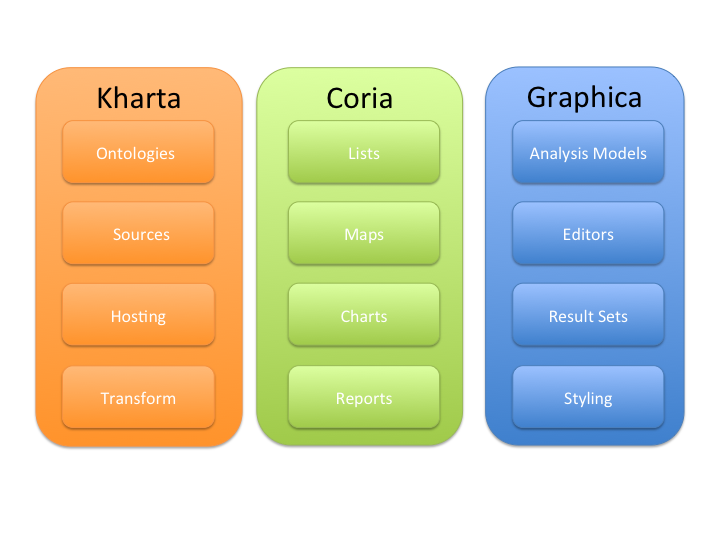 Kharta
Ontologies
Sources
Hosting
Transform
Coria
Lists
Maps
Charts
Reports
Graphica
Analysis Models
Editors
Result Sets
Styling